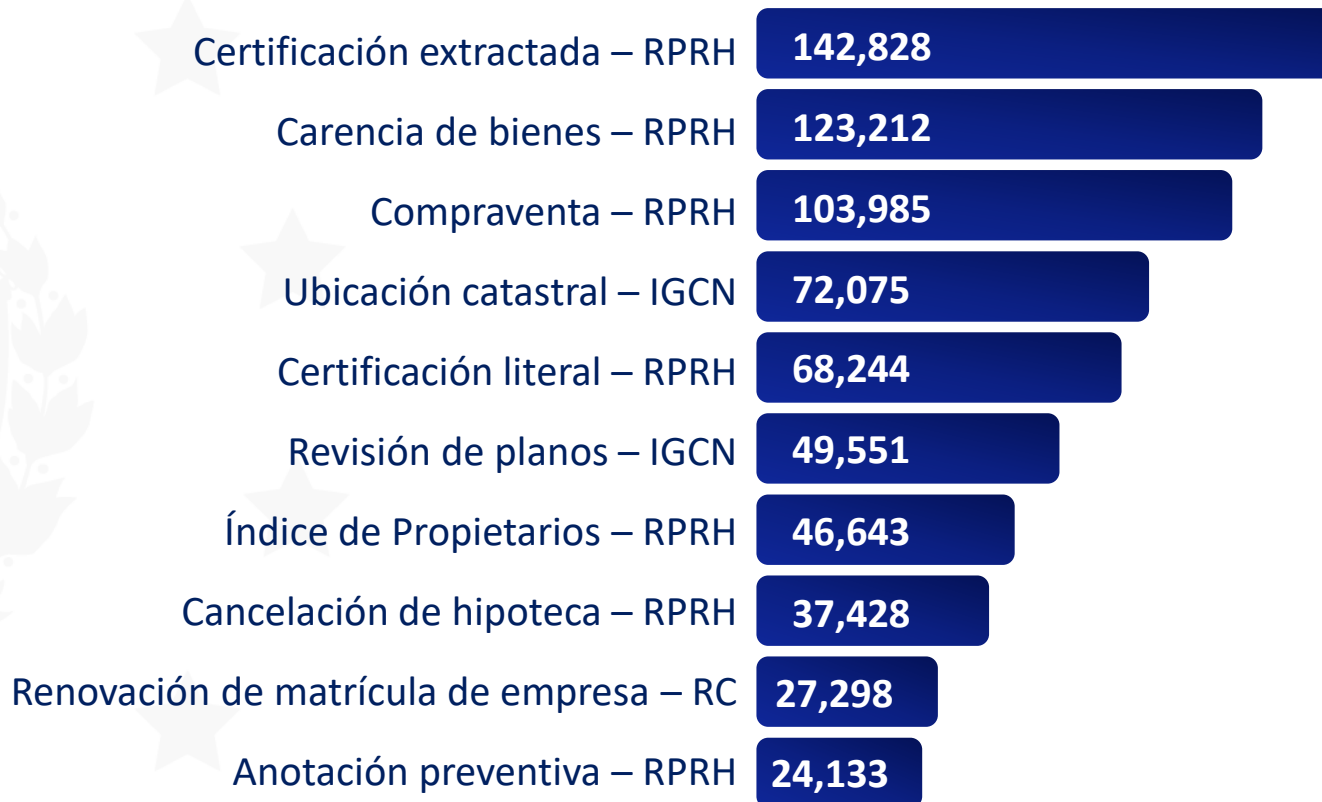 Certificación extractada – RPRH 142,828
Carencia de bienes – RPRH 123,212
Compraventa – RPRH 103,985
Ubicación catastral – IGCN 72,075
Certificación literal – RPRH 68,244
Revisión de planos – IGCN 49,551
Índice de Propietarios – RPRH 46,643
Cancelación de hipoteca – RPRH 37,428
Renovación de matrícula de empresa – RC 27,298
Anotación preventiva – RPRH 24,133